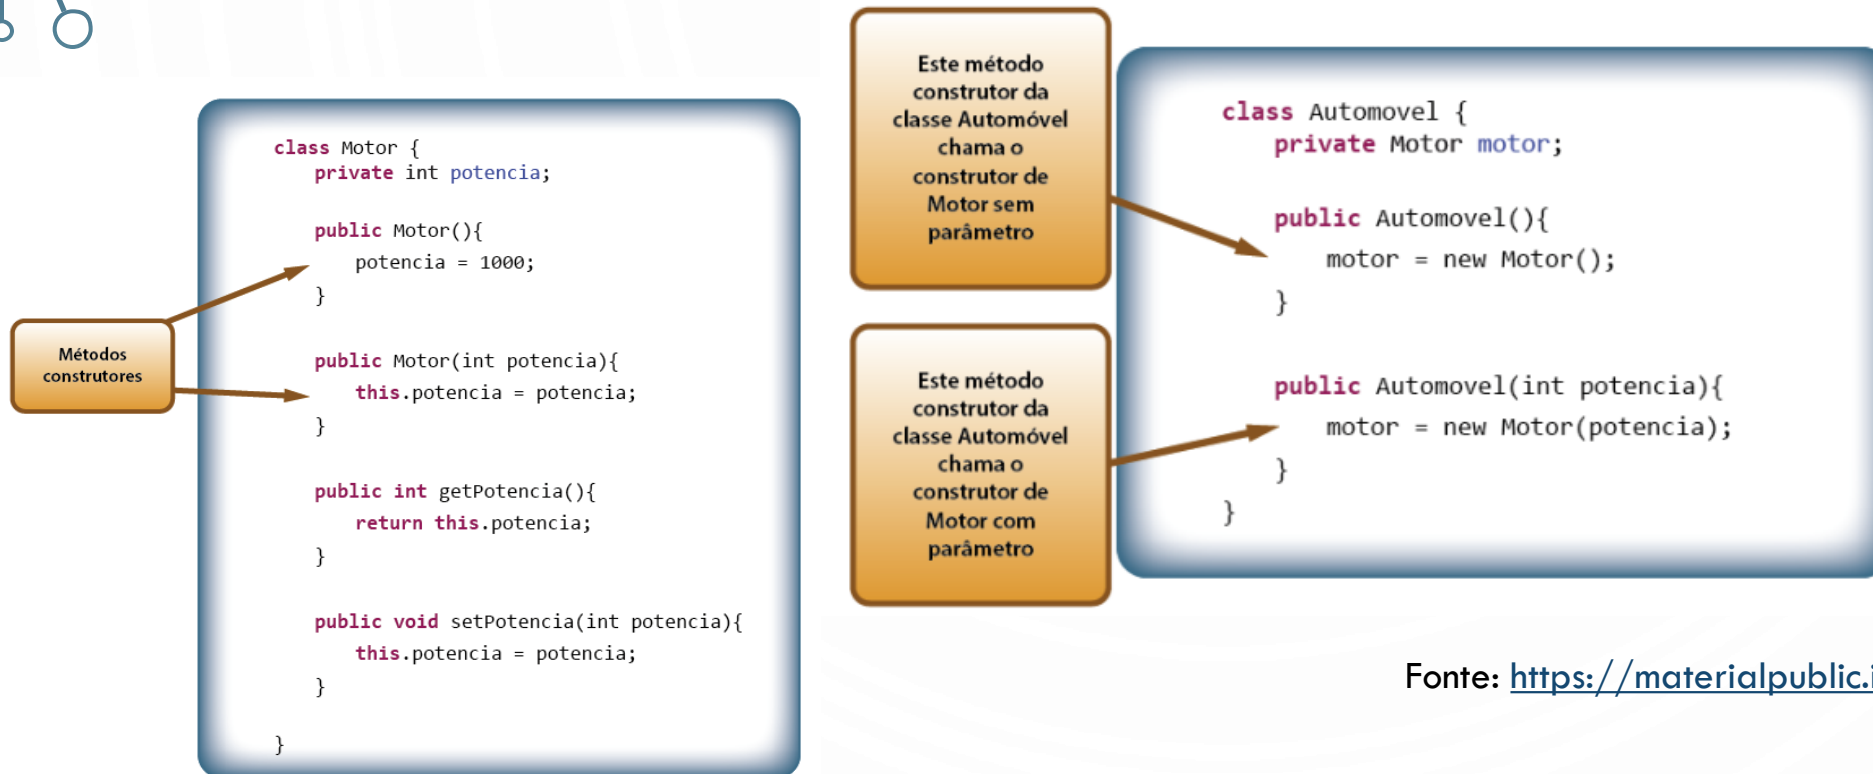 Métodos
construtores
class Motor {
private int potencia;
public Motor(){
potencia = 1000;
}
public Motor(int potencia){
this.potencia = potencia;
}
public int getPotencia(){
return this.potencia;
}
public void setPotencia(int potencia){
this.potencia = potencia;
}
}
Este método
construtor da
classe Automóvel
chama o
construtor de
Motor sem
parâmetro
Este método
construtor da
classe Automóvel
chama o
construtor de
Motor com
parâmetro
class Automovel {
private Motor motor;
public Automovel(){
motor = new Motor();
}
public Automovel(int potencia){
motor = new Motor(potencia);
}
}
Fonte: https://materialpublic.i